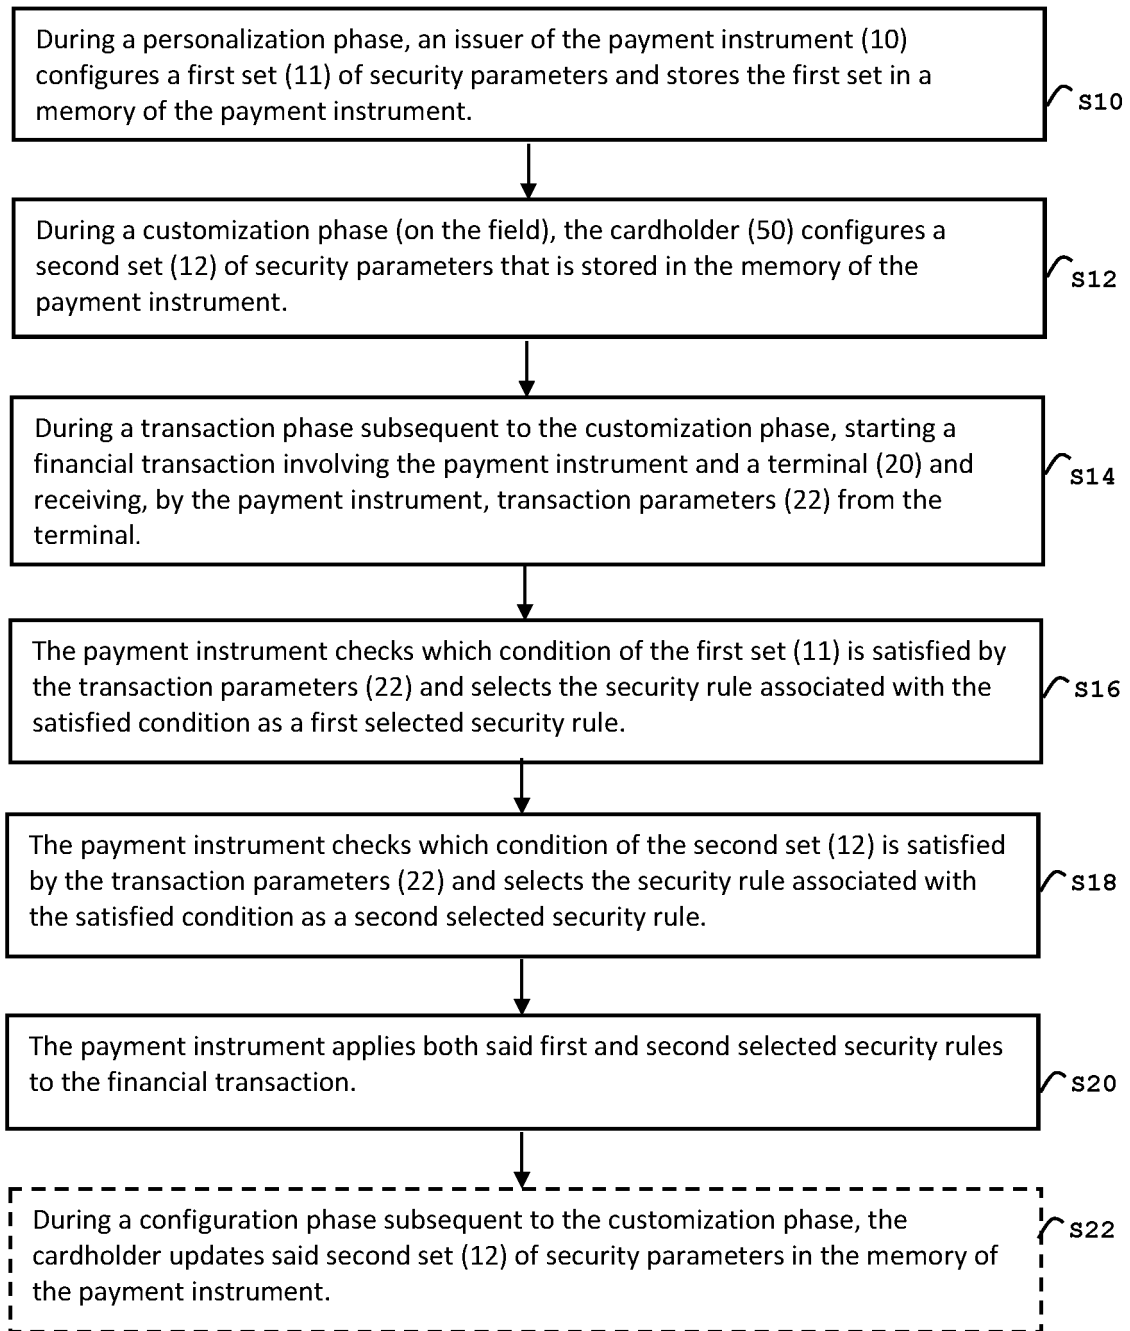 During a personalization phase, an issuer of the payment instrument (10)
configures a first set (11) of security parameters and stores the first set in a
memory of the payment instrument.
S10
During a customization phase (on the field), the cardholder (50) configures a
second set (12) of security parameters that is stored in the memory of the
payment instrument.
S12
During a transaction phase subsequent to the customization phase, starting a
financial transaction involving the payment instrument and a terminal (20) and
receiving, by the payment instrument, transaction parameters (22) from the
terminal.
S14
The payment instrument checks which condition of the first set (11) is satisfied by
the transaction parameters (22) and selects the security rule associated with the
satisfied condition as a first selected security rule.
S16
The payment instrument checks which condition of the second set (12) is satisfied
by the transaction parameters (22) and selects the security rule associated with
the satisfied condition as a second selected security rule.
S18
The payment instrument applies both said first and second selected security rules
to the financial transaction.
S20
During a configuration phase subsequent to the customization phase, the
cardholder updates said second set (12) of security parameters in the memory of
the payment instrument.
S22